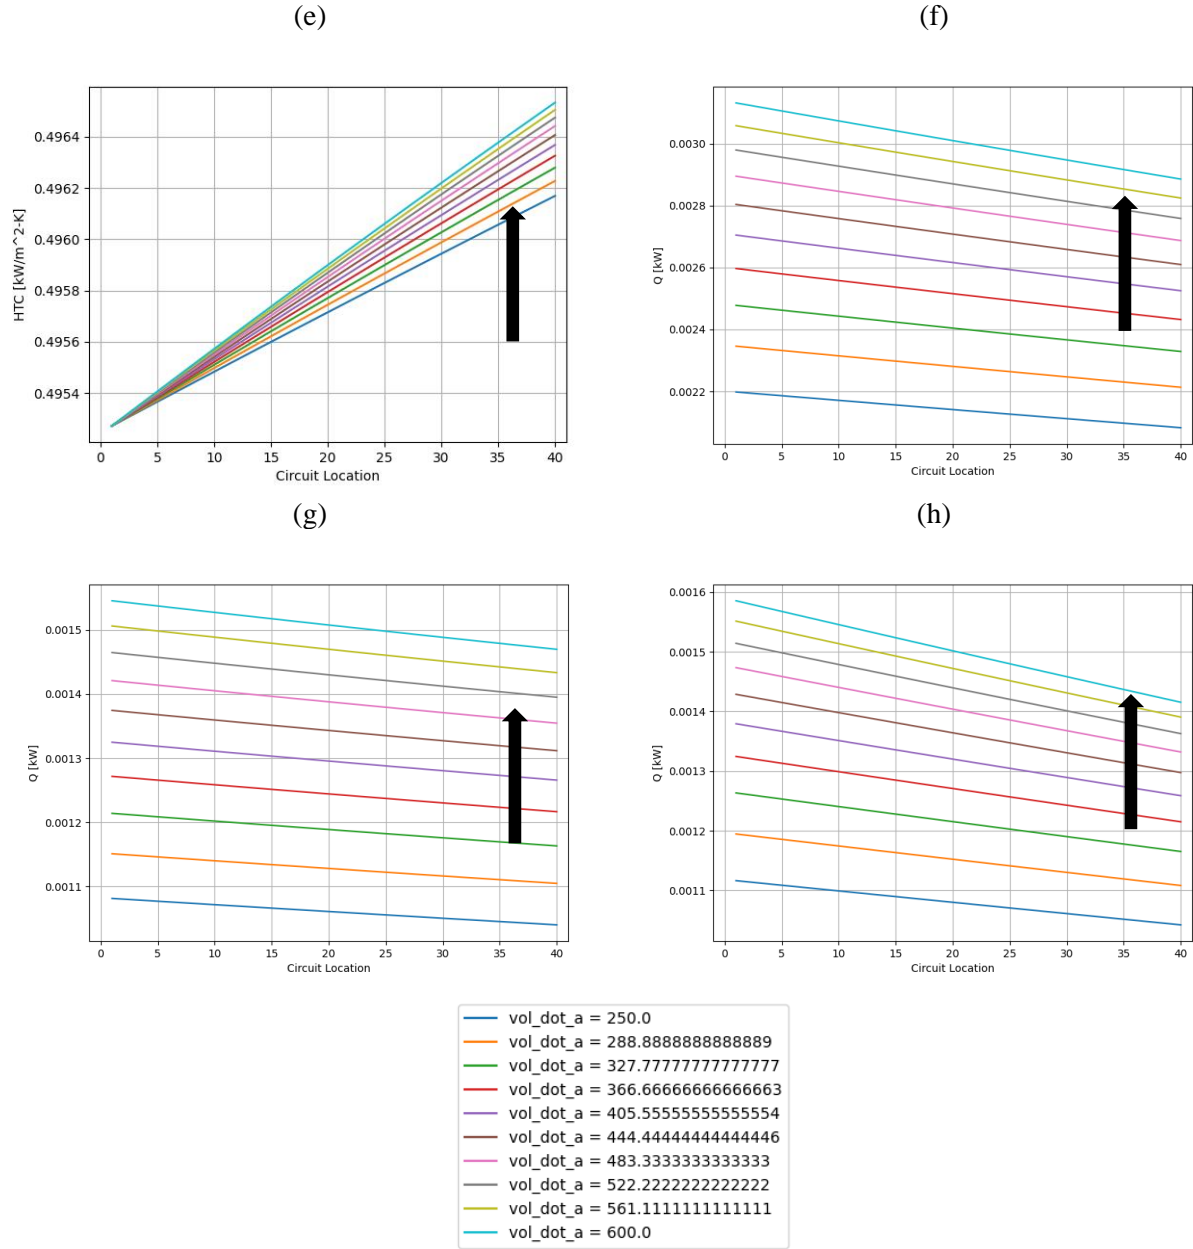 (e)
(f)
HTC [kW/m^2-K]
0.4964
0.4962
0.4960
0.4958
0.4956
0.4954
0 5 10 15 20 25 30 35 40
Circuit Location
Q [kW]
0.0030
0.0028
0.0026
0.0024
0.0022
0 5 10 15 20 25 30 35 40
Circuit Location
(g)
(h)
Q [kW]
0.0015
0.0014
0.0013
0.0012
0.0011
0 5 10 15 20 25 30 35 40
Circuit Location
Q [kW]
0.0016
0.0015
0.0014
0.0013
0.0012
0.0011
0 5 10 15 20 25 30 35 40
Circuit Location
vol_dot_a = 250.0
vol_dot_a = 288.8888888888889
vol_dot_a = 327.77777777777777
vol_dot_a = 366.66666666666663
vol_dot_a = 405.55555555555554
vol_dot_a = 444.44444444444446
vol_dot_a = 483.3333333333333
vol_dot_a = 522.2222222222222
vol_dot_a = 561.1111111111111
vol_dot_a = 600.0